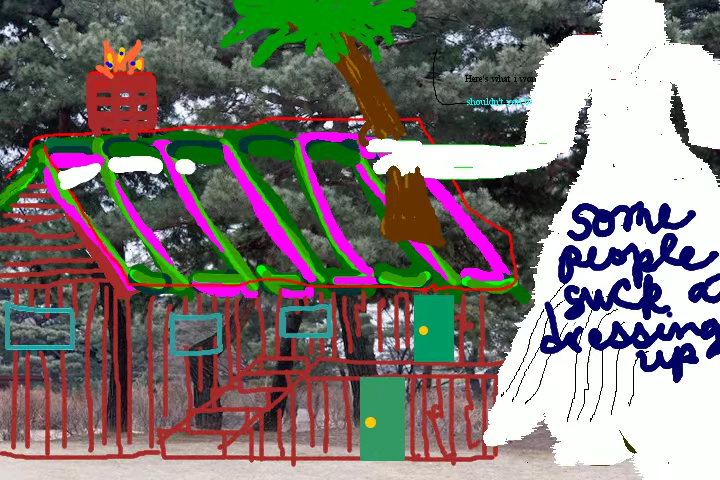 Here's what i
shouldn't
some
people
suck @
dressing
up